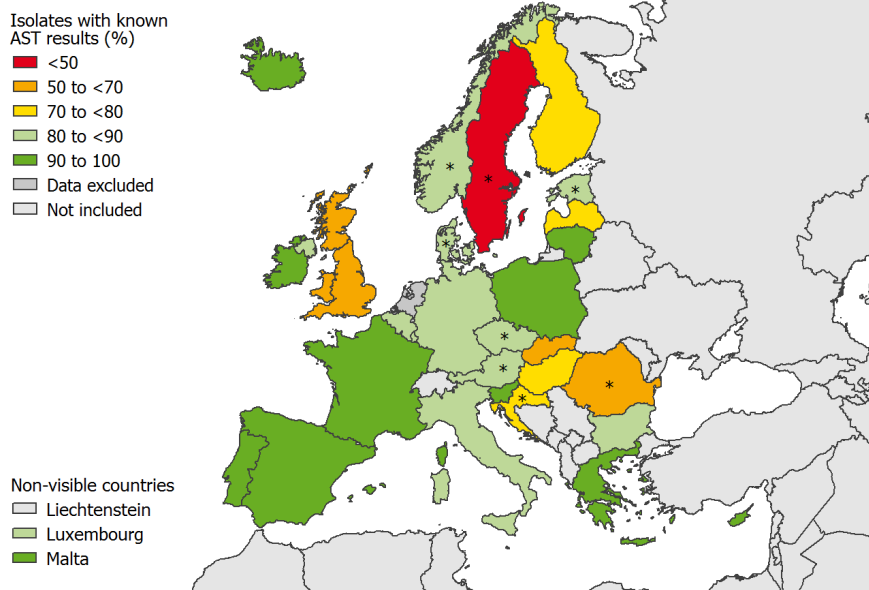 Isolates with known
AST results (%)
<50
50 to <70
70 to <80
80 to <90
90 to 100
Data excluded
Not included
*
*
*
*
*
*
*
*
Non-visible countries
Liechtenstein
Luxembourg
Malta